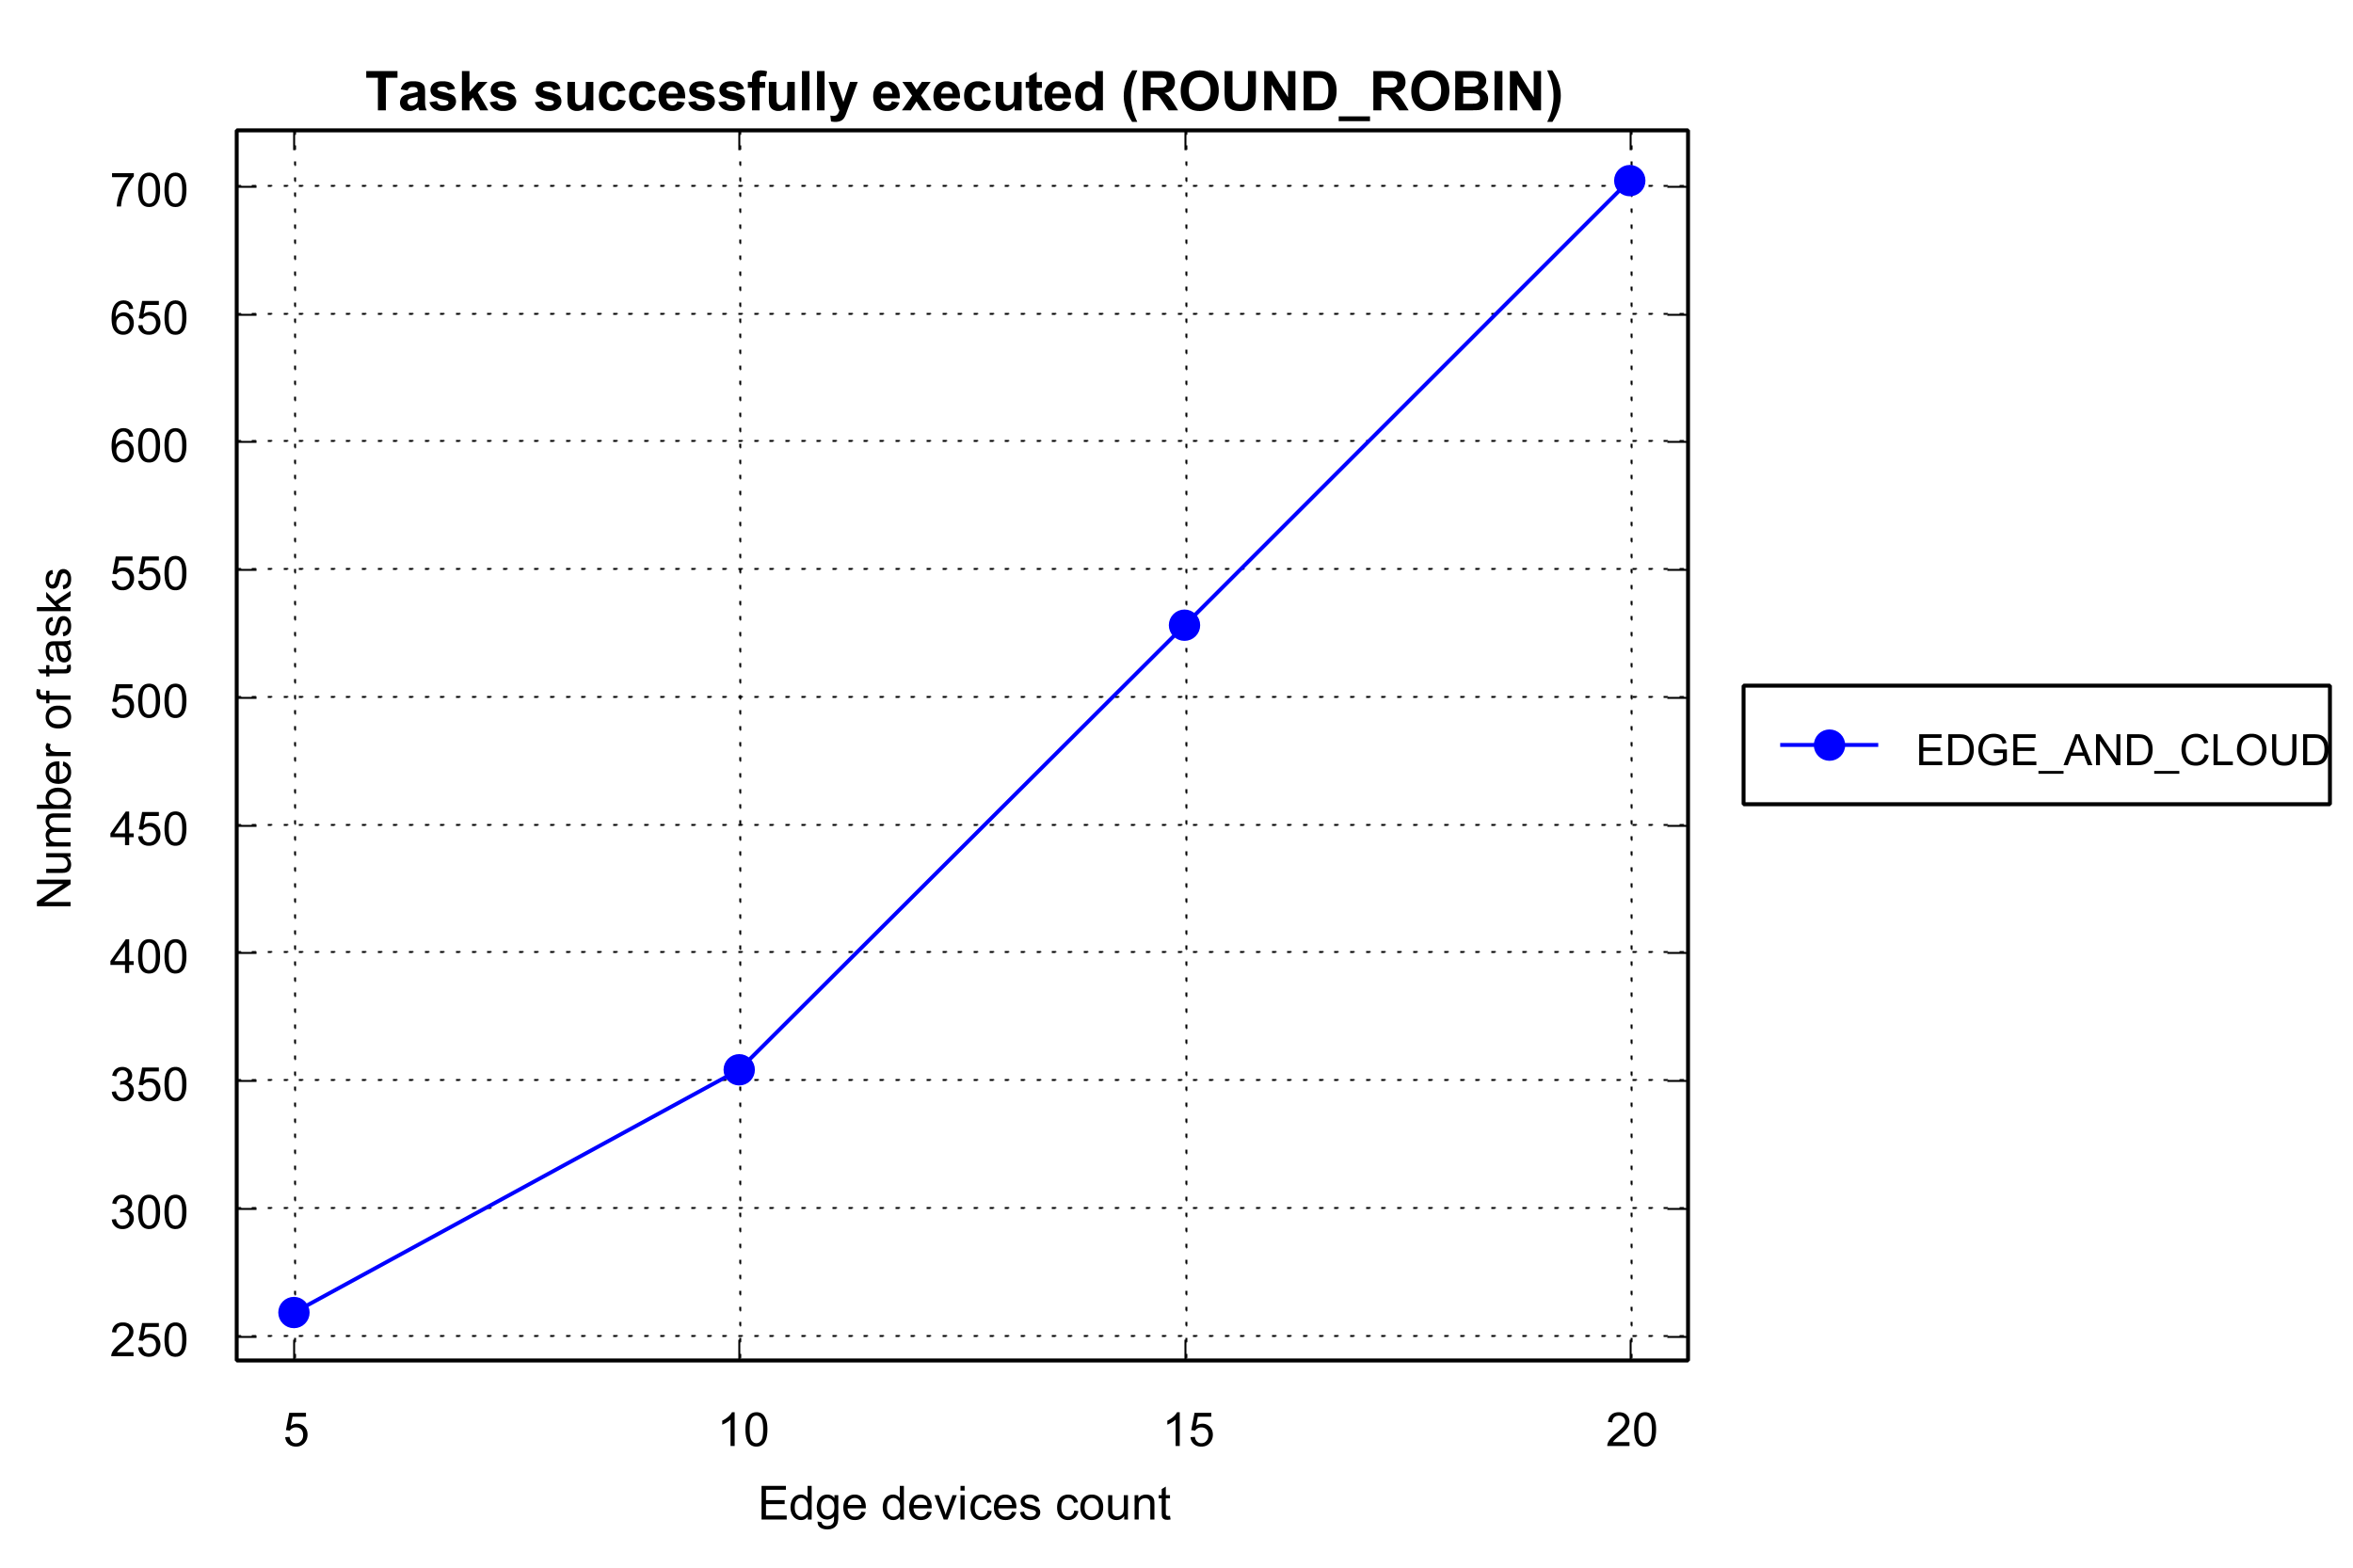 Tasks successfully executed (ROUND_ROBIN)
Number of tasks
700
650
600
550
500
450
400
350
300
250
5 10 15 20
Edge devices count
EDGE_AND_CLOUD